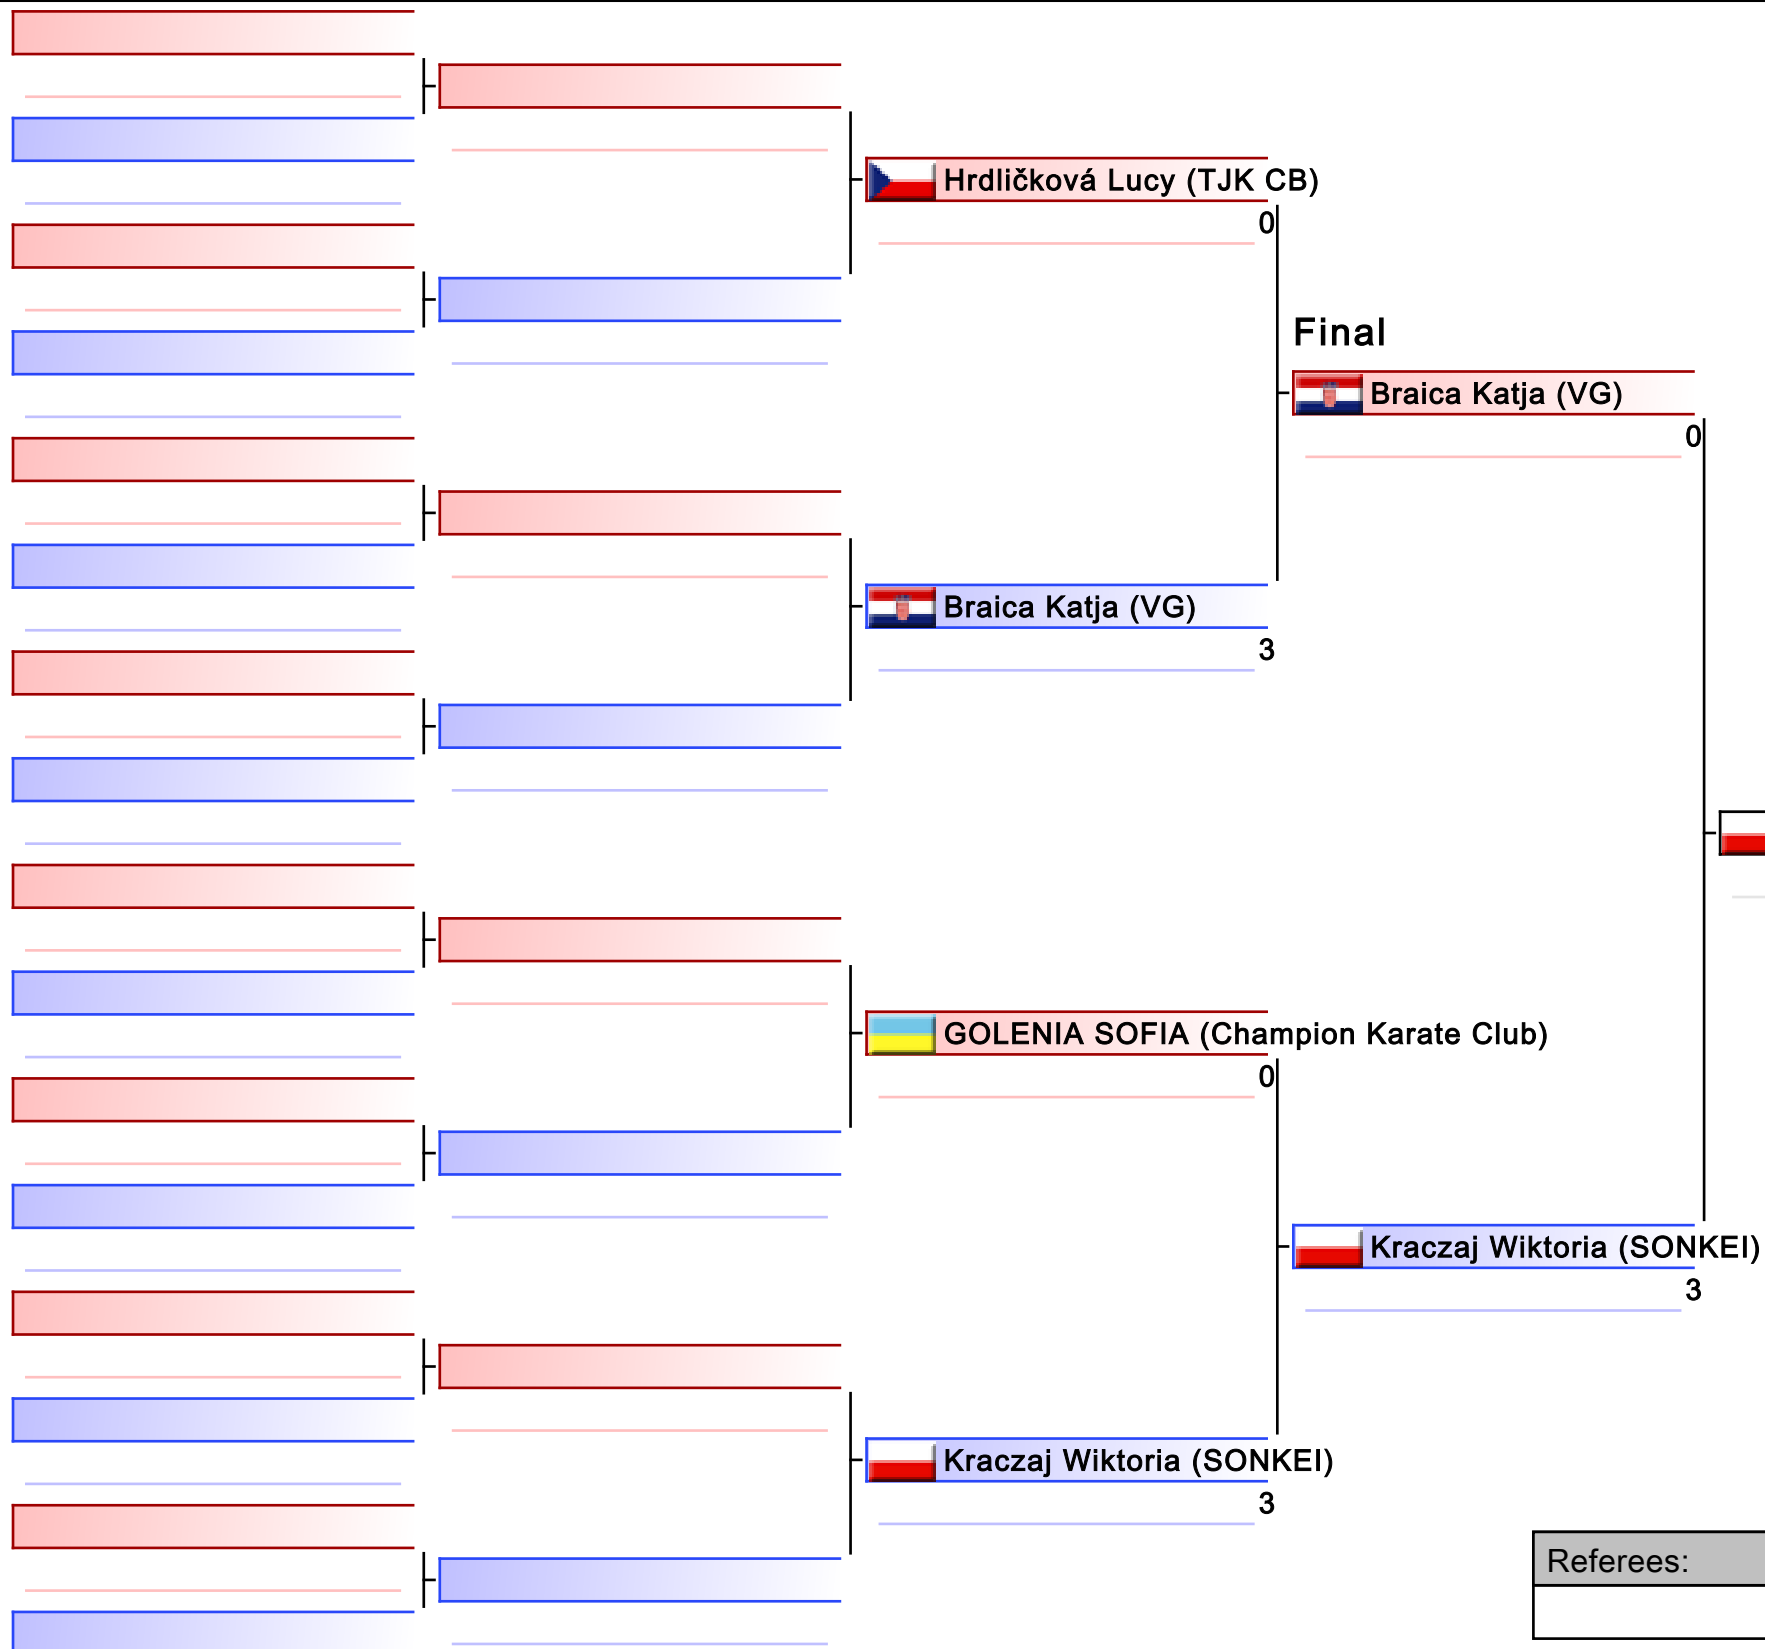 Hrdličková Lucy (TJK CB)
0
Final
Braica Katja (VG)
0
Braica Katja (VG)
3
GOLENIA SOFIA (Champion Karate Club)
0
Kraczaj Wiktoria (SONKEI)
3
Kraczaj Wiktoria (SONKEI)
3
Referees: